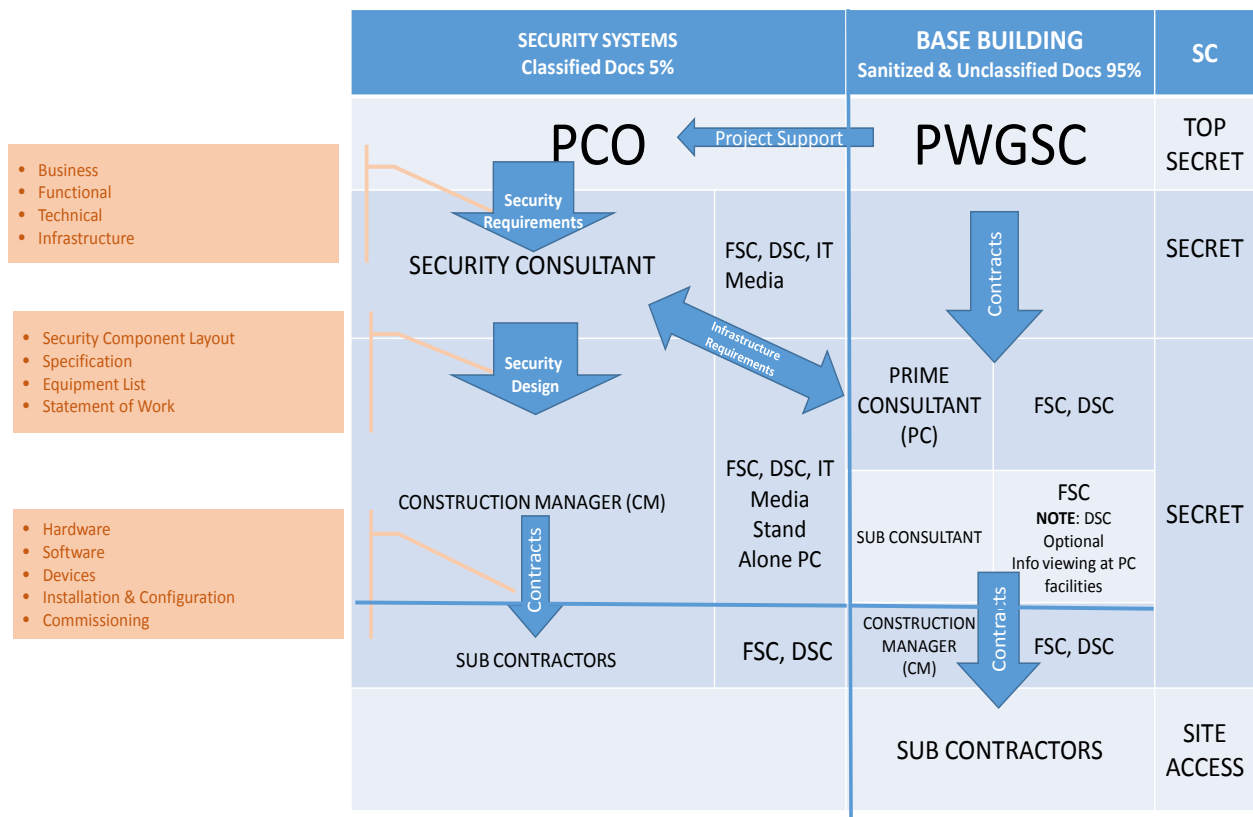 SECURITY SYSTEMS
Classified Docs 5%
BASE BUILDING
Sanitized & Unclassified Docs 95%
SC
PCO
Project Support
PWGSC
TOP
SECRET
• Business
• Functional
• Technical
• Infrastructure
Security
Requirements
SECURITY CONSULTANT
FSC, DSC, IT
Media
Contracts
SECRET
• Security Component Layout
• Specification
• Equipment List
• Statement of Work
Security
Design
Infrastructure
Requirements
PRIME
CONSULTANT
(PC)
FSC, DSC
CONSTRUCTION MANAGER (CM)
FSC, DSC, IT
Media
Stand
Alone PC
SUB CONSULTANT
FSC
NOTE: DSC
Optional
Info viewing at PC
facilities
SECRET
• Hardware
• Software
• Devices
• Installation & Configuration
• Commissioning
Contracts
SUB CONTRACTORS
FSC, DSC
CONSTRUCTION
MANAGER
(CM)
Contracts
FSC, DSC
SUB CONTRACTORS
SITE
ACCESS